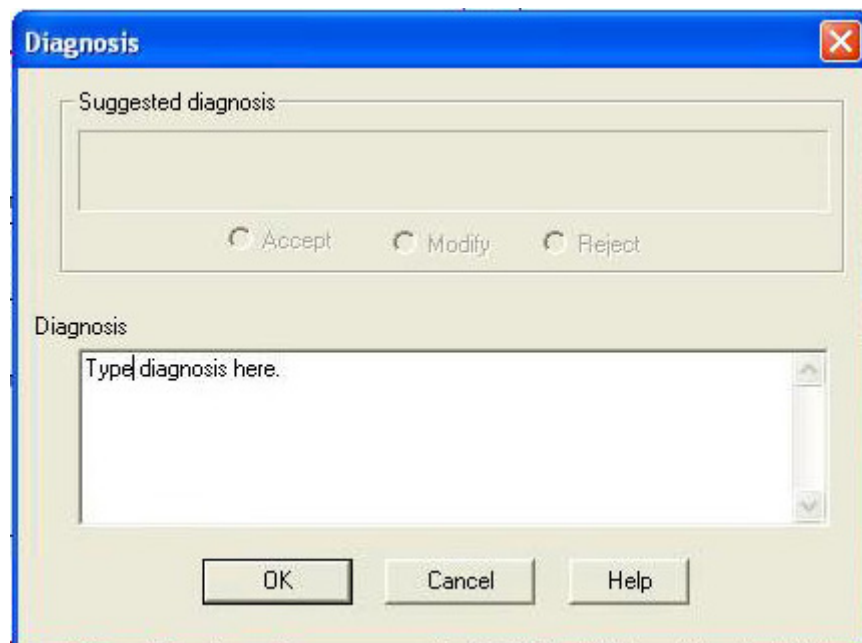 Diagnosis
Suggested diagnosis
Accept Modify Reject
Diagnosis
Type diagnosis here.
OK Cancel Help